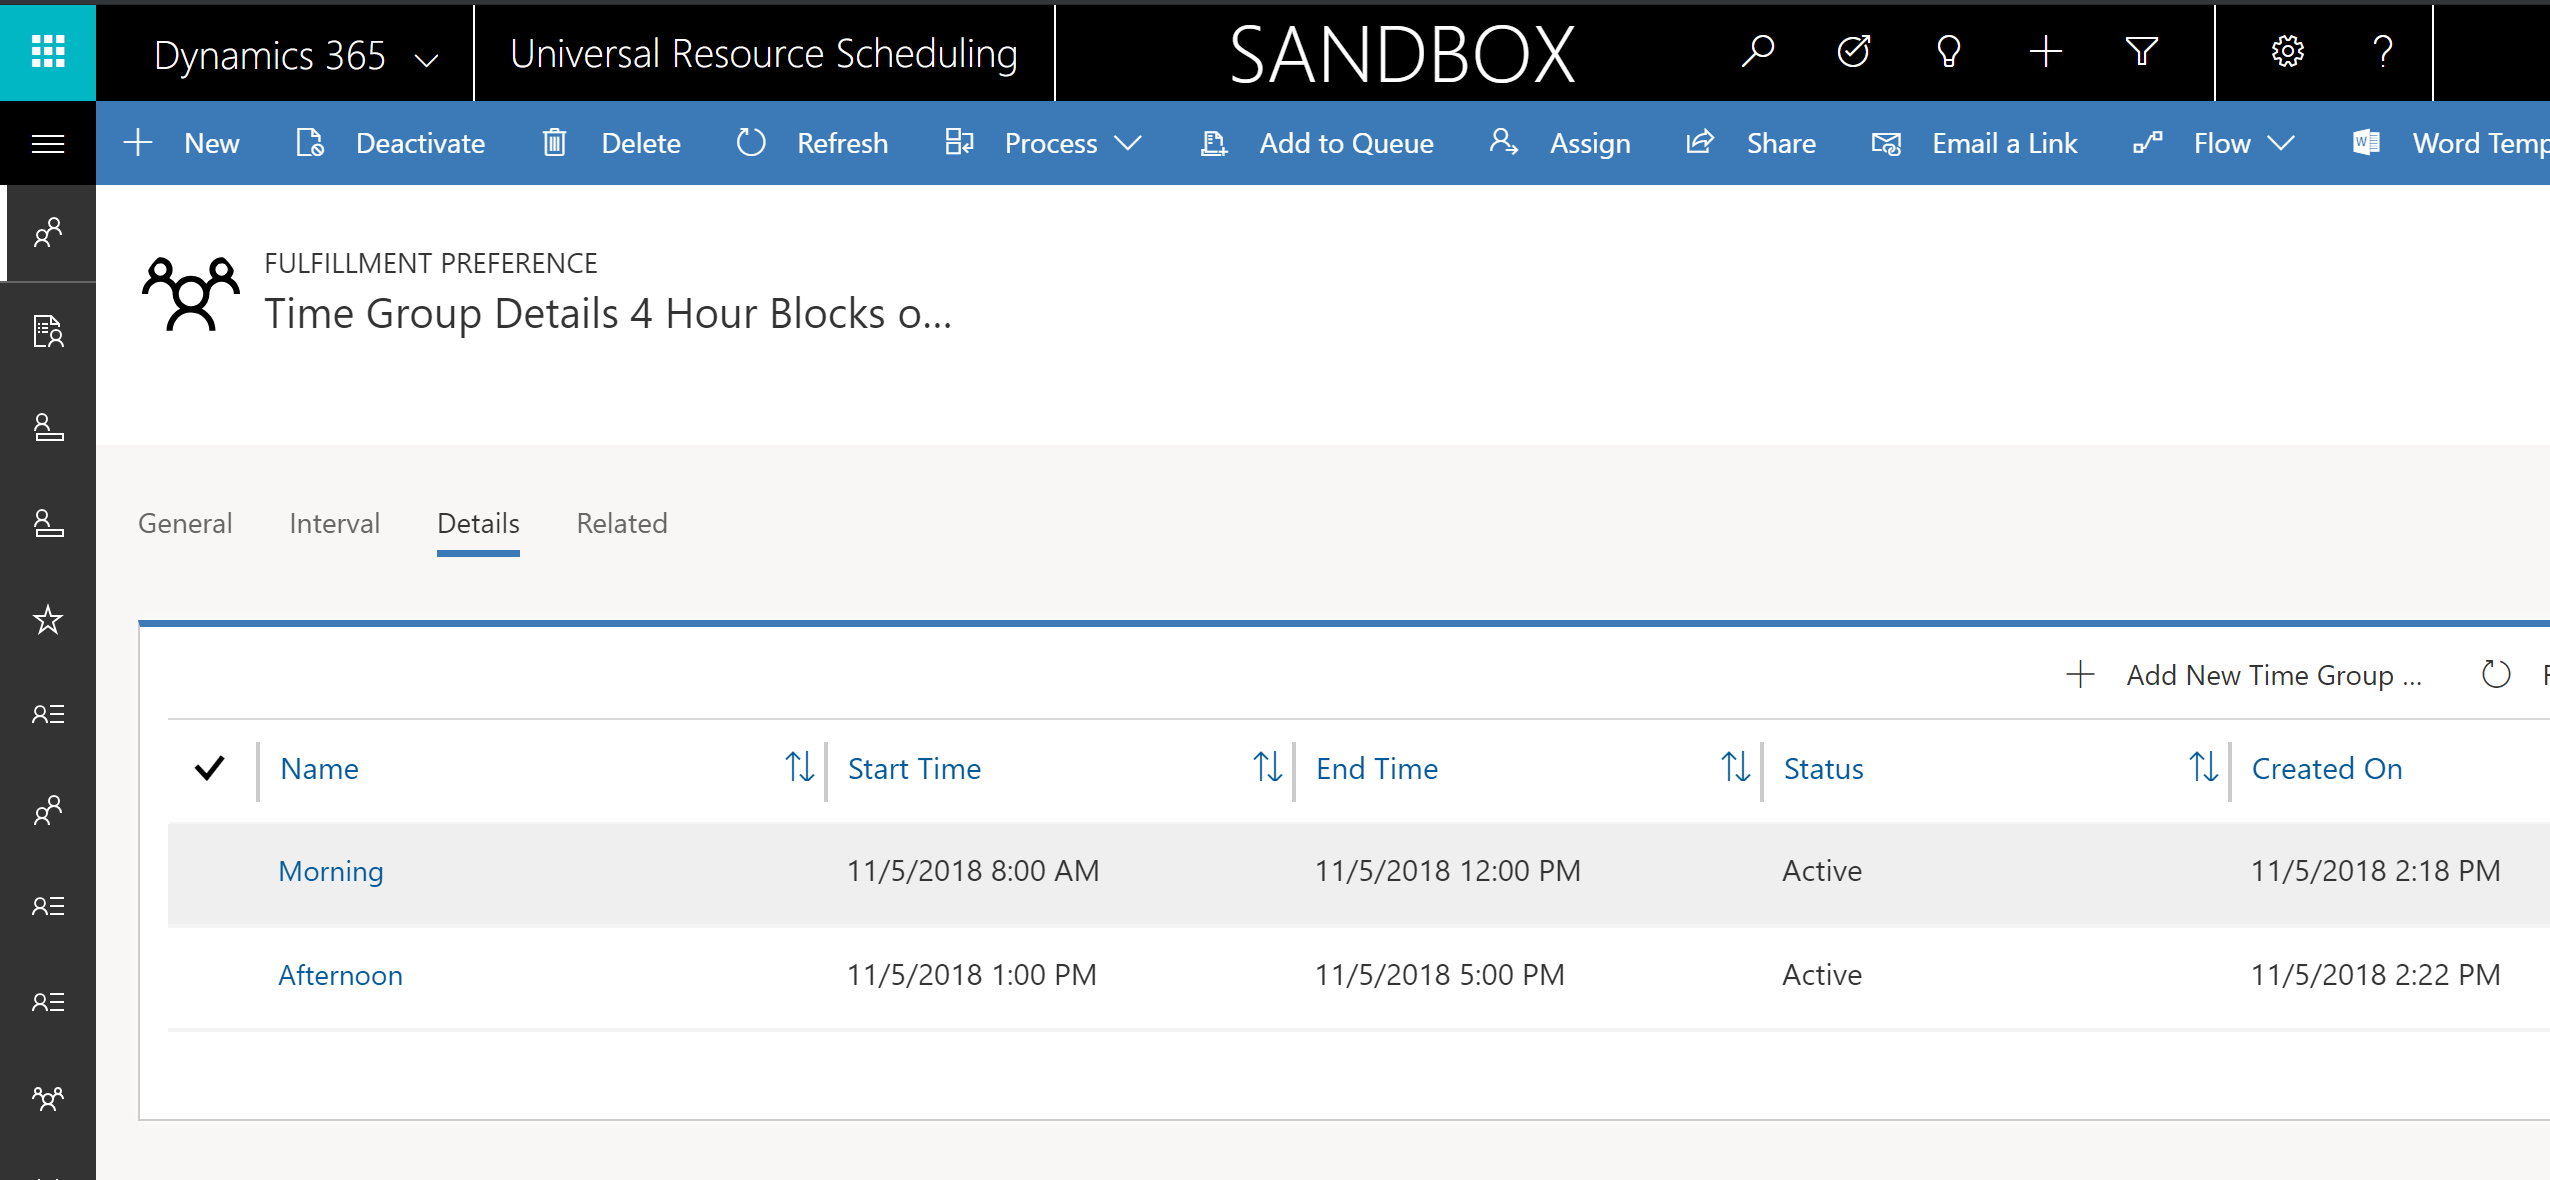 Dynamics 365 Universal Resource Scheduling SANDBOX
New Deactivate Delete Refresh Process Add to Queue Assign Share Email a Link Flow Word Temp
FULFILLMENT PREFERENCE
Time Group Details 4 Hour Blocks o...
General Interval Details Related
Add New Time Group ...
Name Start Time End Time Status Created On
Morning 11/5/2018 8:00 AM 11/5/2018 12:00 PM Active 11/5/2018 2:18 PM
Afternoon 11/5/2018 1:00 PM 11/5/2018 5:00 PM Active 11/5/2018 2:22 PM